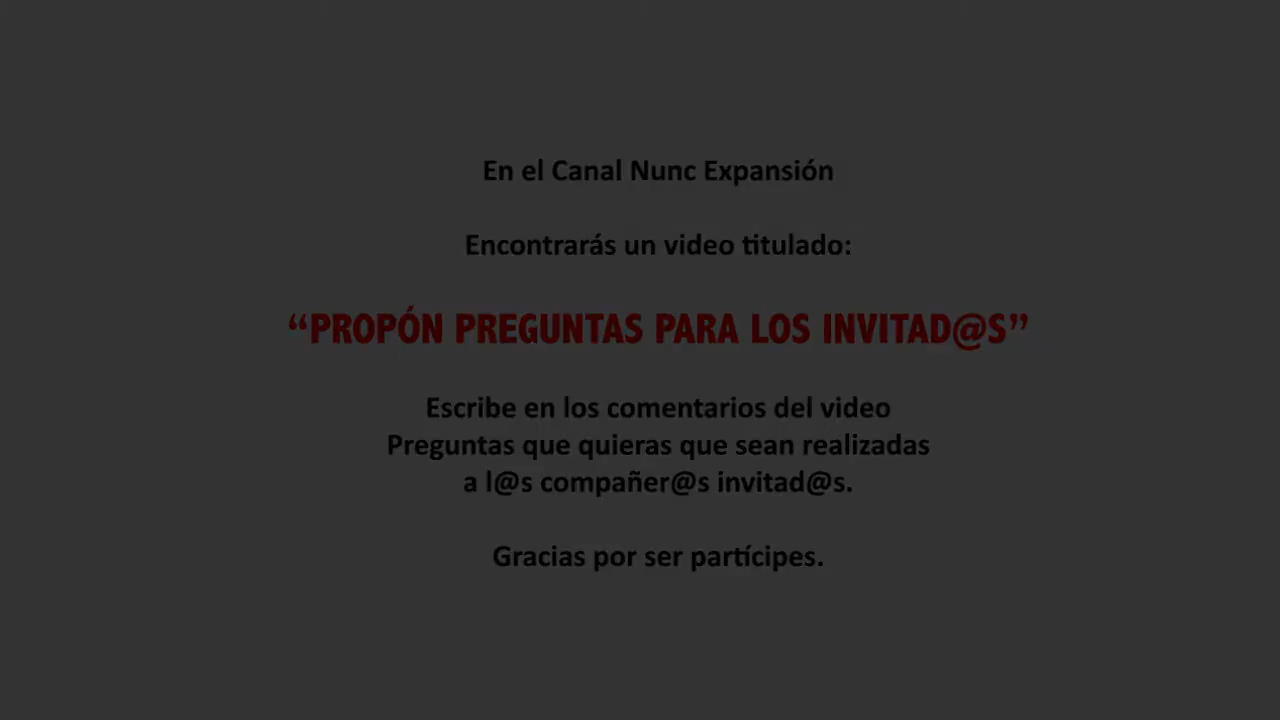 En el Canal Nunc Expansión
Encontrarás un video titulado:
“PROPÓN PREGUNTAS PARA LOS INVITAD@S”
Escribe en los comentarios del video
Preguntas que quieras que sean realizadas
a l@s compañer@s invitad@s.
Gracias por ser partícipes.